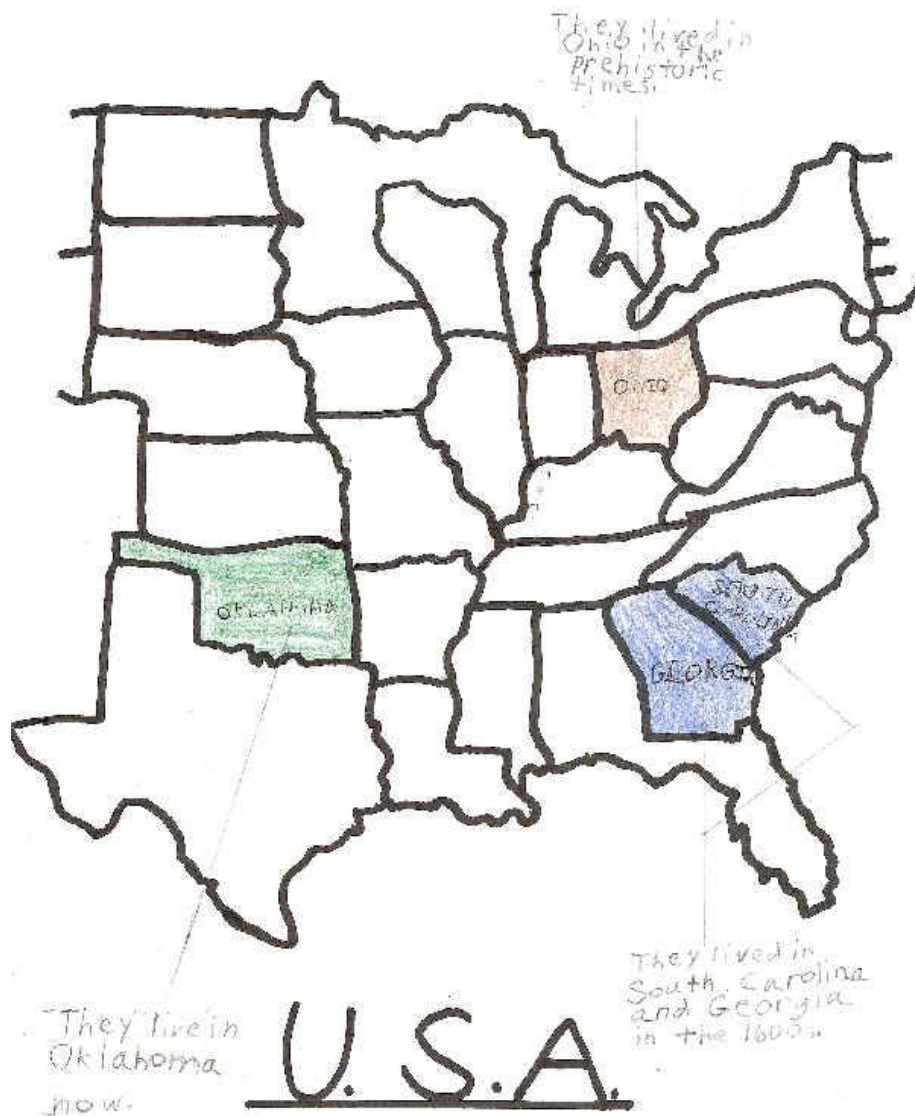 They lived in
Ohio in the
prehistoric
times.
OHIO
OKLAHOMA
SOUTH
CAROLINA
GEORGIA
They lived in
South Carolina
and Georgia
in the 1600s.
They live in
Oklahoma
now.
U.S.A.